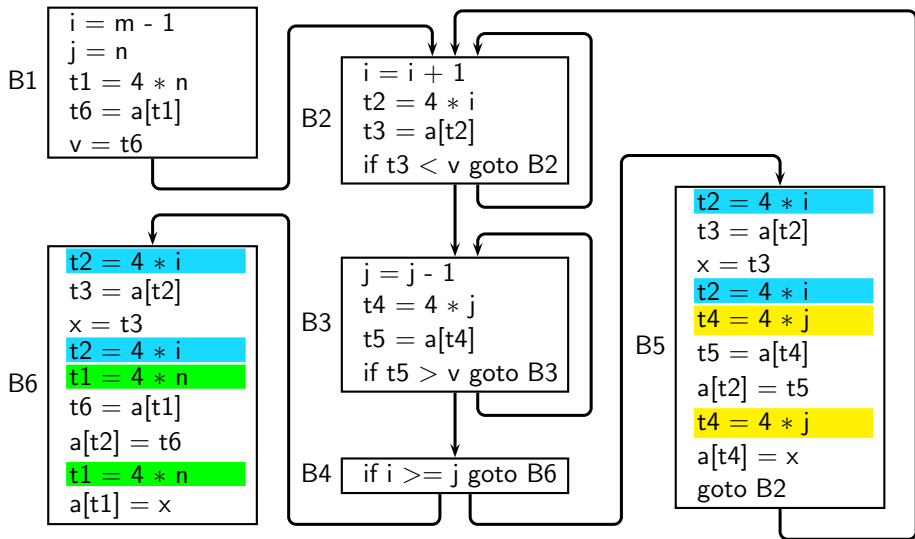 B1
i = m - 1
j = n
t1 = 4 * n
t6 = a[t1]
v = t6
B2
i = i + 1
t2 = 4 * i
t3 = a[t2]
if t3 < v goto B2
B3
j = j - 1
t4 = 4 * j
t5 = a[t4]
if t5 > v goto B3
B4
if i >= j goto B6
B5
t2 = 4 * i
t3 = a[t2]
x = t3
t2 = 4 * i
t4 = 4 * j
t5 = a[t4]
a[t2] = t5
t4 = 4 * j
a[t4] = x
goto B2
B6
t2 = 4 * i
t3 = a[t2]
x = t3
t2 = 4 * i
t1 = 4 * n
t6 = a[t1]
a[t2] = t6
t1 = 4 * n
a[t1] = x